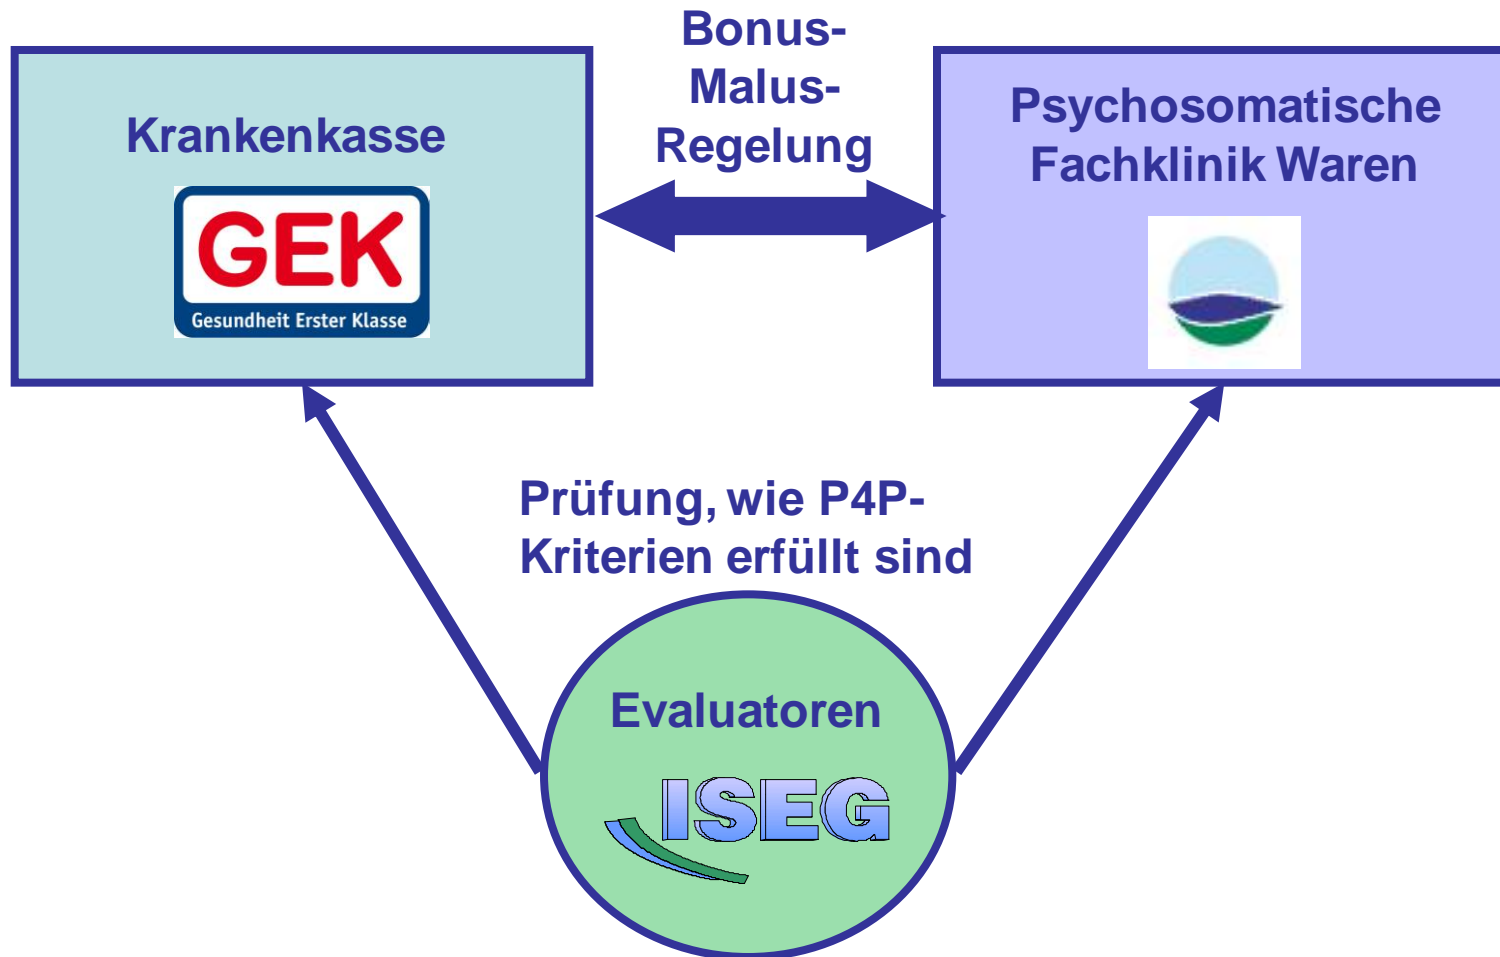 Bonus-
Malus-
Regelung
Krankenkasse
GEK
Gesundheit Erster Klasse
Psychosomatische
Fachklinik Waren
Prüfung, wie P4P-
Kriterien erfüllt sind
Evaluatoren
ISEG